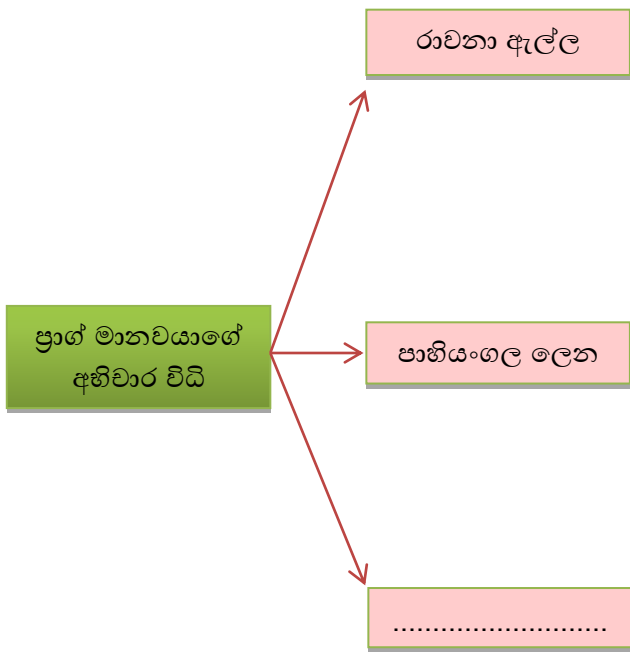 රාවනා ඇල්ල
ප්‍රාග් මානවයාගේ
අභිචාර විධි
පාහියංගල ලෙන
...........................